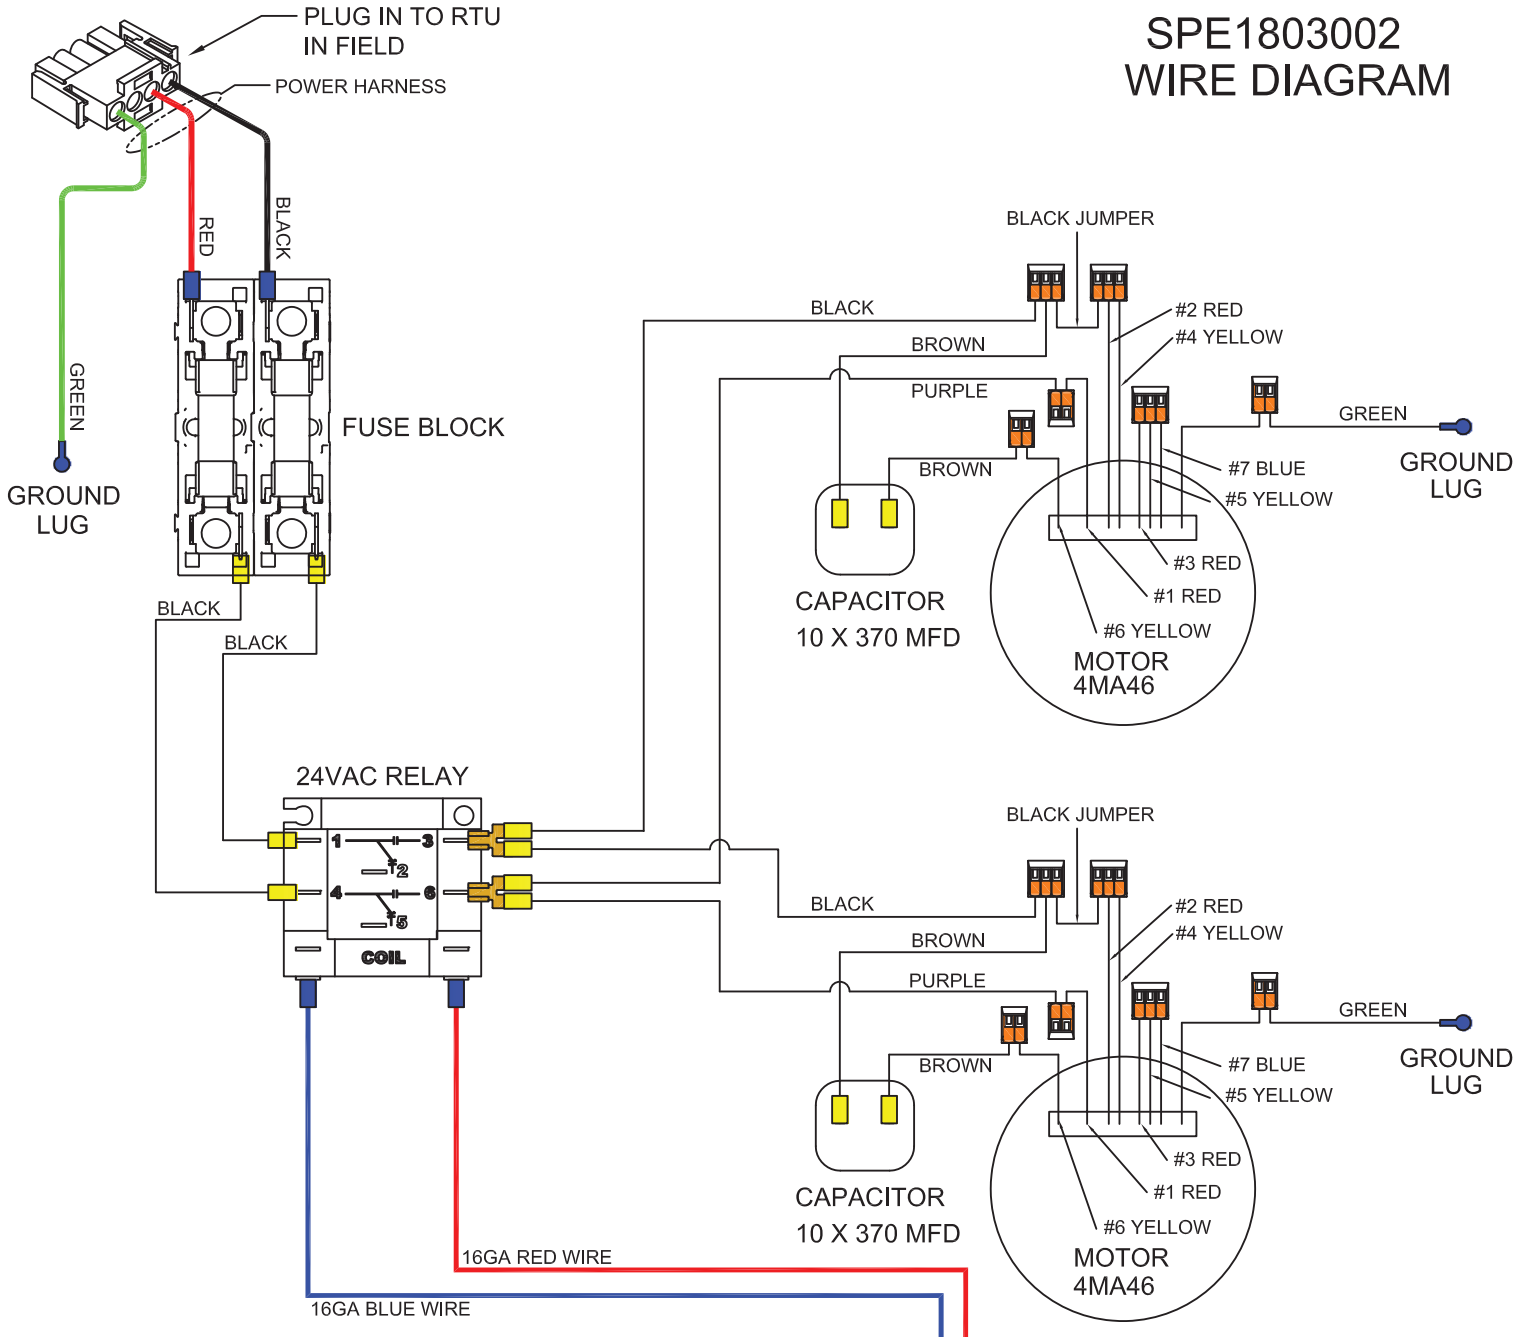 PLUG IN TO RTU
IN FIELD
SPE1803002
WIRE DIAGRAM
POWER HARNESS
RED
BLACK
GREEN
GROUND
LUG
FUSE BLOCK
BLACK
BLACK
BLACK JUMPER
BLACK
BROWN
PURPLE
BROWN
#2 RED
#4 YELLOW
GREEN
GROUND
LUG
#7 BLUE
#5 YELLOW
#3 RED
#1 RED
#6 YELLOW
CAPACITOR
10 X 370 MFD
MOTOR
4MA46
24VAC RELAY
1
3
2
4
6
5
COIL
BLACK JUMPER
BLACK
BROWN
PURPLE
BROWN
#2 RED
#4 YELLOW
GREEN
GROUND
LUG
#7 BLUE
#5 YELLOW
#3 RED
#1 RED
#6 YELLOW
CAPACITOR
10 X 370 MFD
MOTOR
4MA46
16GA RED WIRE
16GA BLUE WIRE